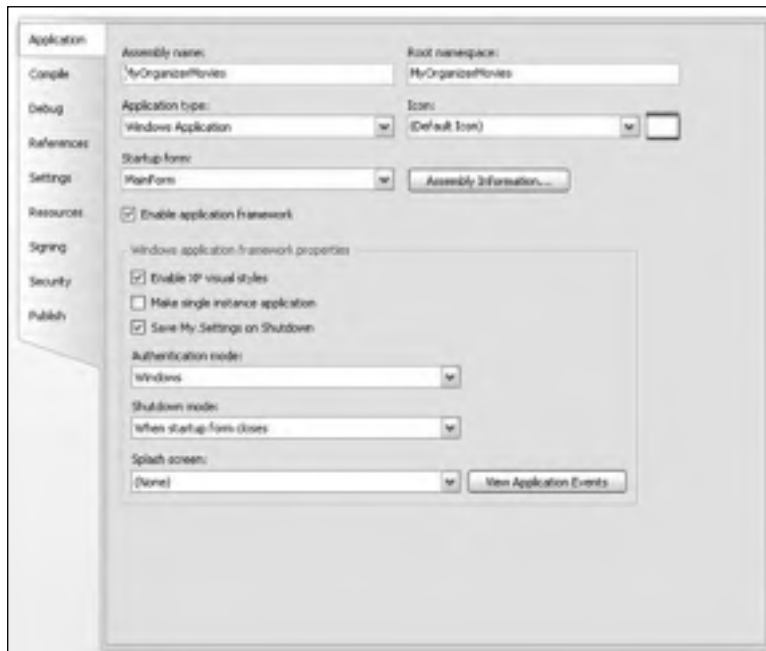 Application
Compile
Debug
References
Settings
Resources
Signing
Security
Publish
Assembly name:
MyOrganizerMovies
Root namespace:
MyOrganizerMovies
Application type:
Windows Application
Icon:
(Default Icon)
Startup form:
MainForm
Assembly Information...
Enable application framework
Windows application framework properties
Enable XP visual styles
Make single instance application
Save My.Settings on Shutdown
Authentication mode:
Windows
Shutdown mode:
When startup form closes
Splash screen:
(None)
View Application Events